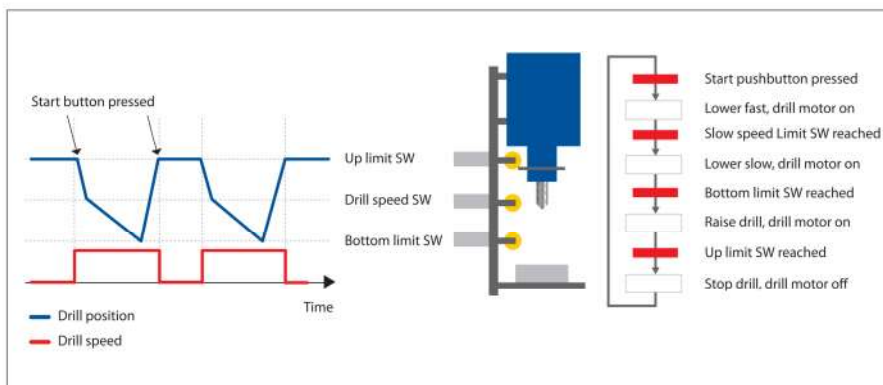 Start button pressed
Up limit SW
Drill speed SW
Bottom limit SW
Time
Drill position
Drill speed
Start pushbutton pressed
Lower fast, drill motor on
Slow speed Limit SW reached
Lower slow, drill motor on
Bottom limit SW reached
Raise drill, drill motor on
Up limit SW reached
Stop drill, drill motor off